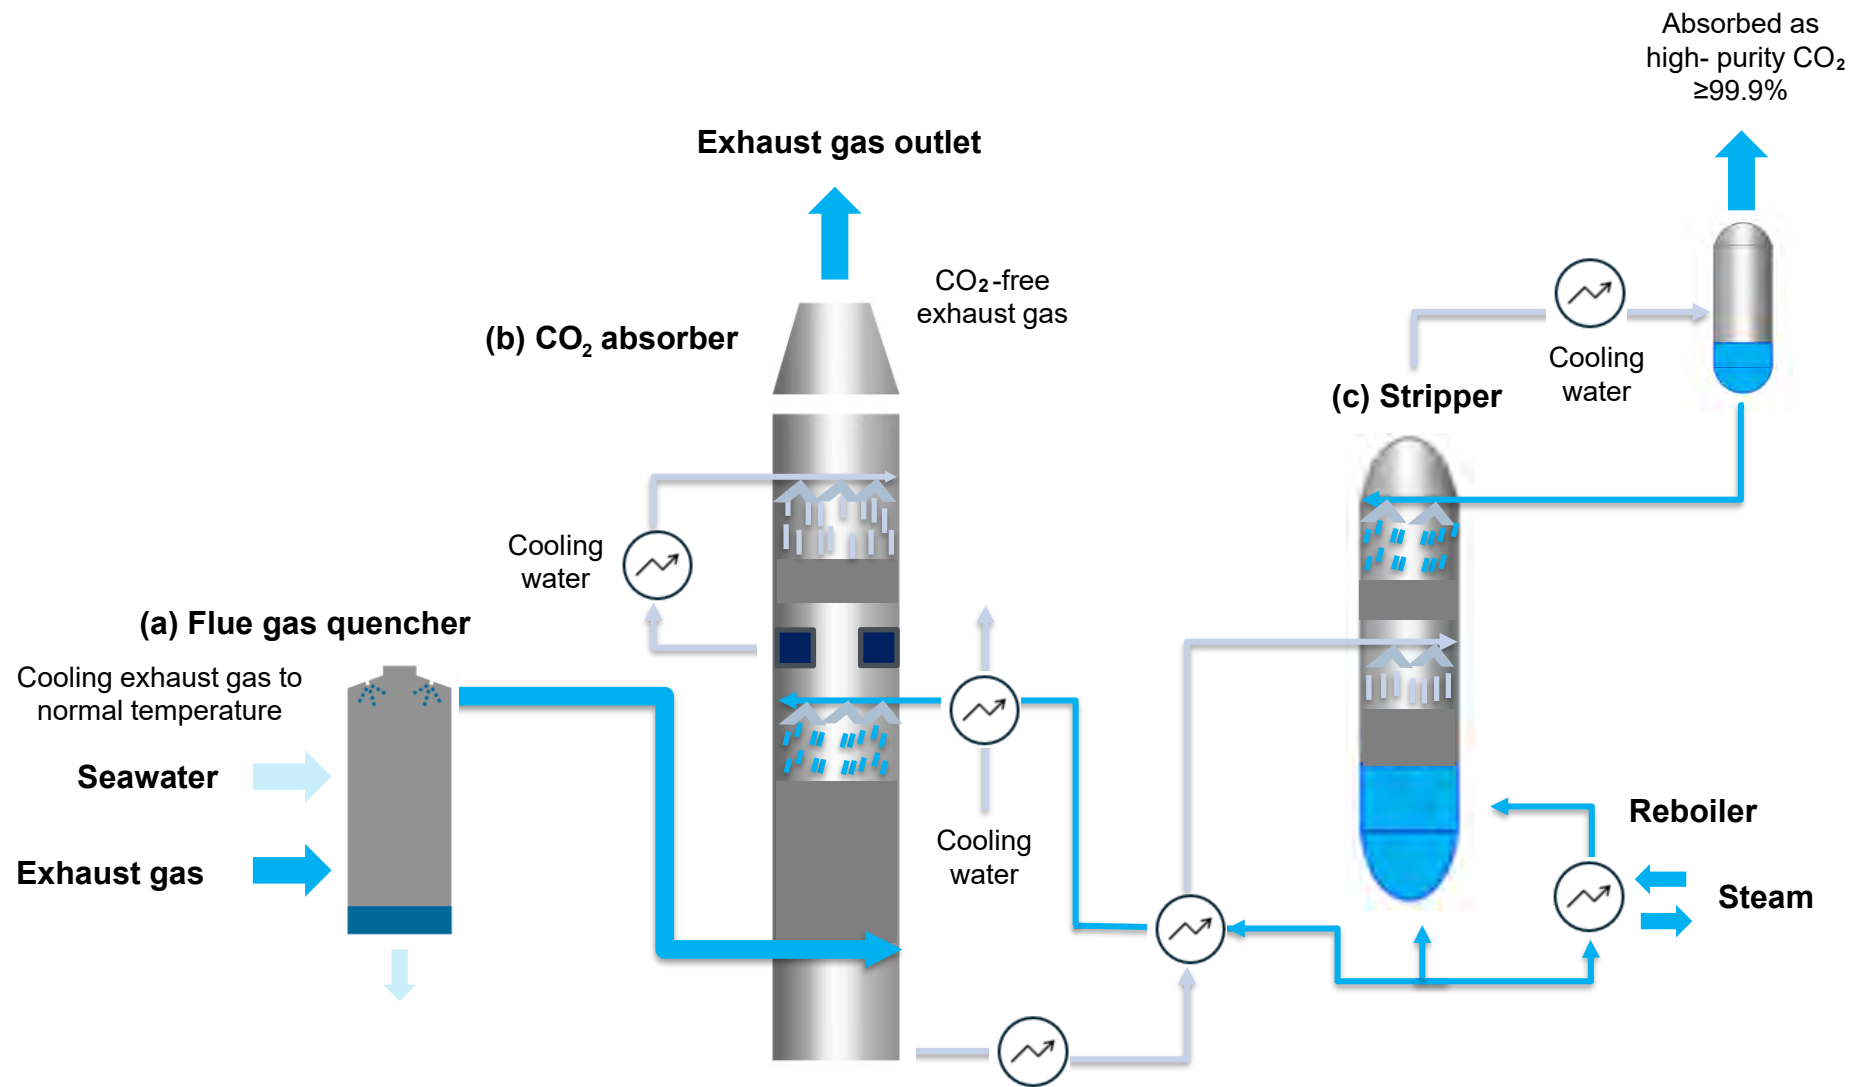 Absorbed as
high- purity CO₂
≥99.9%
Exhaust gas outlet
CO₂-free
exhaust gas
(b) CO₂ absorber
Cooling
water
(c) Stripper
Cooling
water
(a) Flue gas quencher
Cooling exhaust gas to
normal temperature
Seawater
Exhaust gas
Cooling
water
Reboiler
Steam